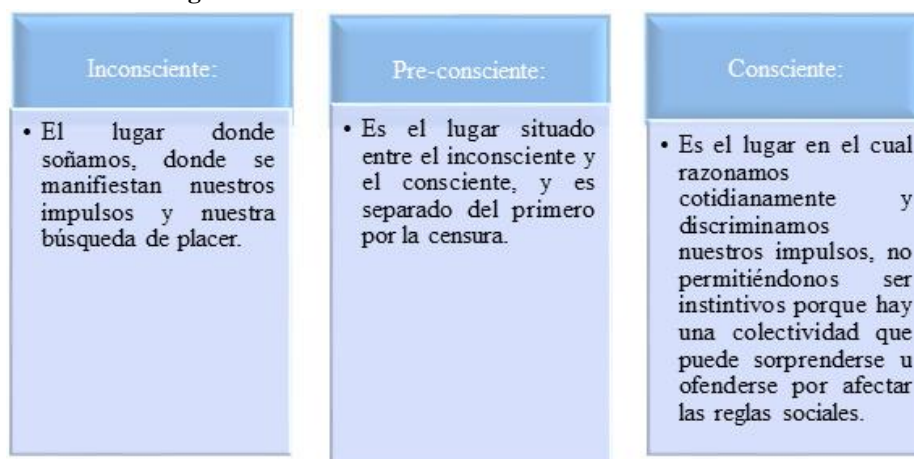 Inconsciente:
• El lugar donde
soñamos, donde se
manifiestan nuestros
impulsos y nuestra
búsqueda de placer.
Pre-consciente:
• Es el lugar situado
entre el inconsciente y
el consciente, y es
separado del primero
por la censura.
Consciente:
• Es el lugar en el cual
razonamos
cotidianamente y
discriminamos
nuestros impulsos, no
permitiéndonos ser
instintivos porque hay
una colectividad que
puede sorprenderse u
ofenderse por afectar
las reglas sociales.